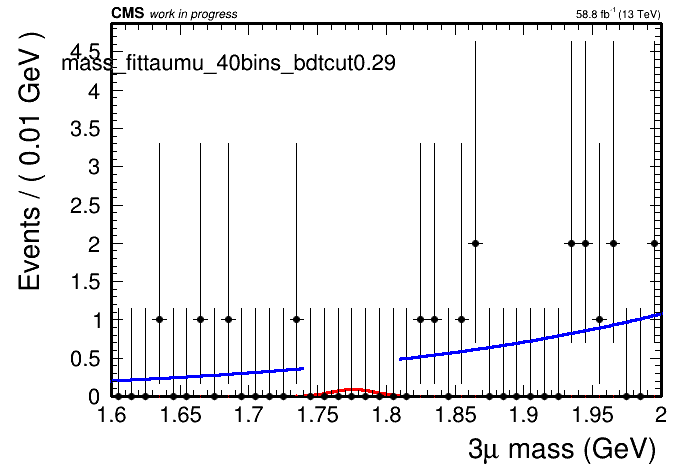 CMS work in progress 58.8 fb⁻¹ (13 TeV)
mass_fittaumu_40bins_bdtcut0.29
Events / ( 0.01 GeV )
4.5
4
3.5
3
2.5
2
1.5
1
0.5
0
1.6 1.65 1.7 1.75 1.8 1.85 1.9 1.95 2
3μ mass (GeV)